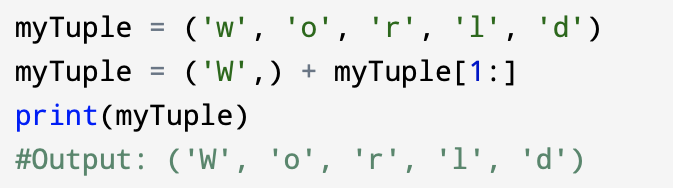 myTuple = ('w', 'o', 'r', 'l', 'd')
myTuple = ('W',) + myTuple[1:]
print(myTuple)
#Output: ('W', 'o', 'r', 'l', 'd')